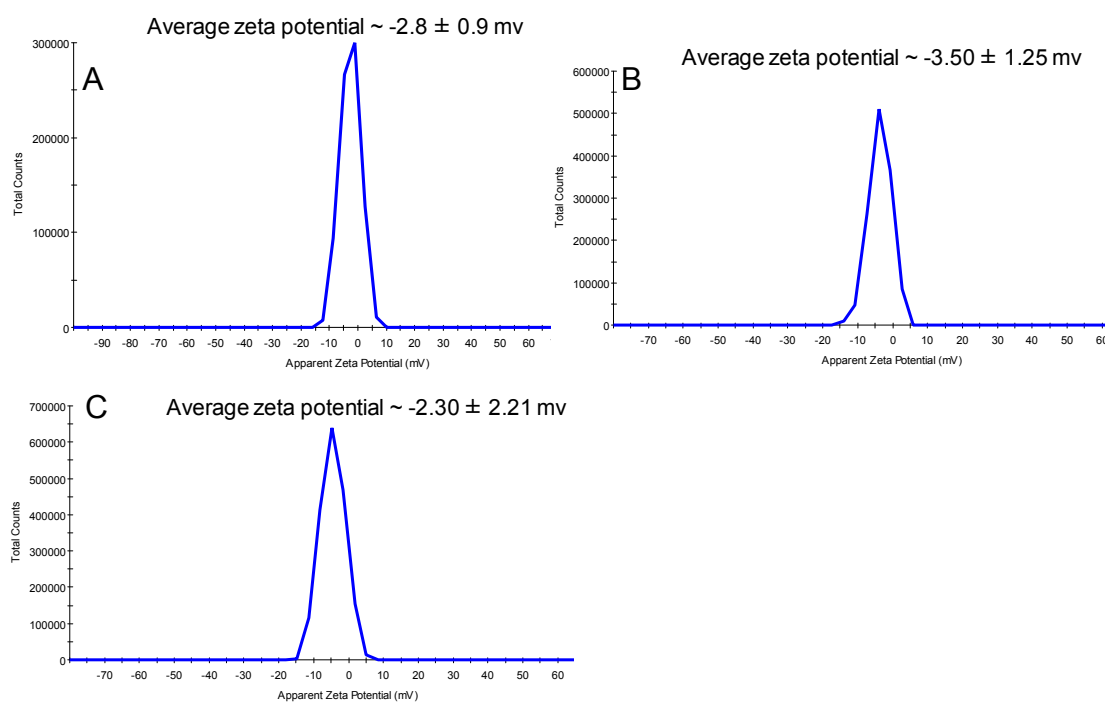 Average zeta potential ~ -2.8 ± 0.9 mv
A
300000
200000
100000
0
Total Counts
-90 -80 -70 -60 -50 -40 -30 -20 -10 0 10 20 30 40 50 60
Apparent Zeta Potential (mV)
Average zeta potential ~ -3.50 ± 1.25 mv
B
600000
500000
400000
300000
200000
100000
0
Total Counts
-70 -60 -50 -40 -30 -20 -10 0 10 20 30 40 50 60
Apparent Zeta Potential (mV)
Average zeta potential ~ -2.30 ± 2.21 mv
C
700000
600000
500000
400000
300000
200000
100000
0
Total Counts
-70 -60 -50 -40 -30 -20 -10 0 10 20 30 40 50 60
Apparent Zeta Potential (mV)